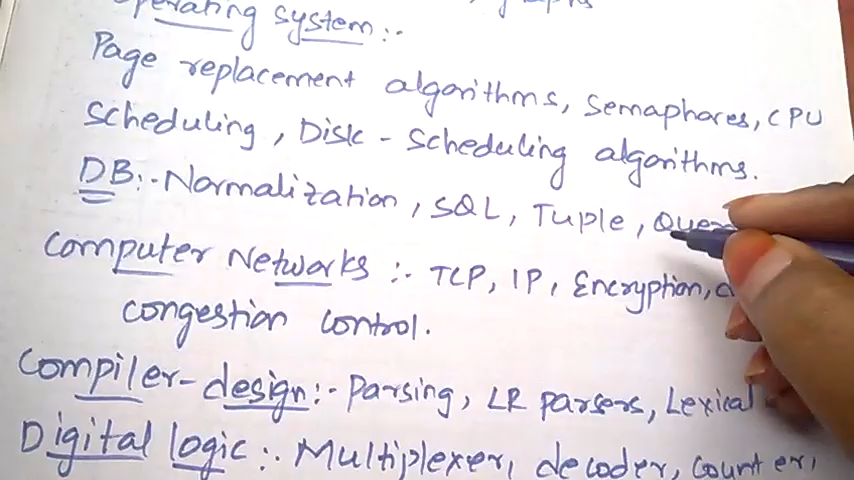 Operating system:-
Page replacement algorithms, Semaphores, CPU
Scheduling, Disk-Scheduling algorithms.
DB:- Normalization, SQL, Tuple,
Computer Networks :- TCP, IP, Encryption,
congestion control.
Compiler-design:- Parsing, LR parsers, Lexical
Digital logic:- Multiplexer, decoder, counter,